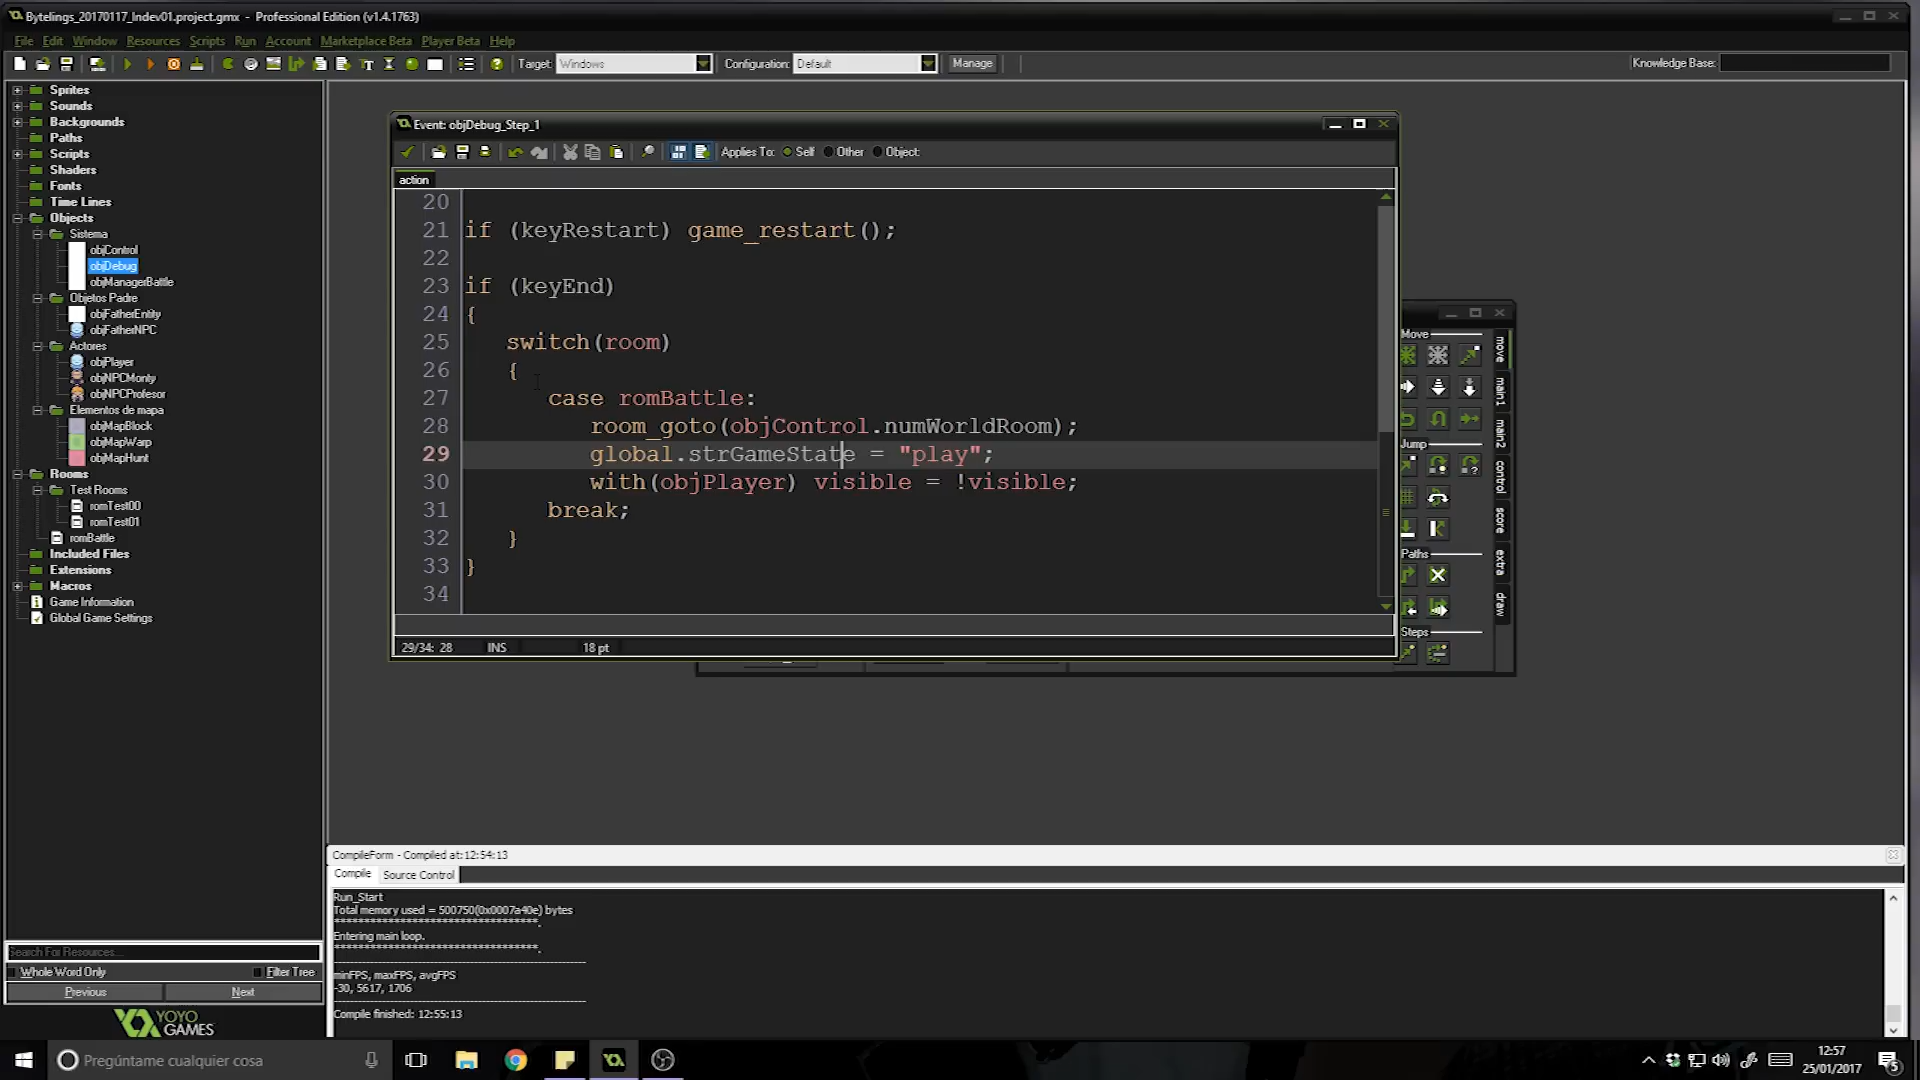 Bytelings_20170117_Indev01.project.gmx - Professional Edition (v1.4.1763)
File Edit Window Resources Scripts Run Account Marketplace Beta Player Beta Help
Target: Windows Configuration: Default Manage Knowledge Base:
Sprites
Sounds
Backgrounds
Paths
Scripts
Shaders
Fonts
Time Lines
Objects
Sistema
objControl
objDebug
objManagerBattle
Objetos Padre
objFatherEntity
objFatherNPC
Actores
objPlayer
objNPCMonty
objNPCProfesor
Elementos de mapa
objMapBlock
objMapWarp
objMapHunt
Rooms
Test Rooms
romTest00
romTest01
romBattle
Included Files
Extensions
Macros
Game Information
Global Game Settings
Search For Resources...
Whole Word Only Filter Tree
Previous Next
YOYO
GAMES
Event: objDebug_Step_1
Applies To: Self Other Object:
action
20
21 if (keyRestart) game_restart();
22
23 if (keyEnd)
24 {
25 switch(room)
26 {
27 case romBattle:
28 room_goto(objControl.numWorldRoom);
29 global.strGameState = "play";
30 with(objPlayer) visible = !visible;
31 break;
32 }
33 }
34
29/34: 28 INS 18 pt
Move
Jump
Paths
Steps
move
main1
main2
control
score
extra
draw
CompileForm - Compiled at:12:54:13
Compile Source Control
Run_Start
Total memory used = 500750(0x0007a40e) bytes
Entering main loop.
minFPS, maxFPS, avgFPS
-30, 5617, 1706
Compile finished: 12:55:13
Pregúntame cualquier cosa
12:57
25/01/2017
5